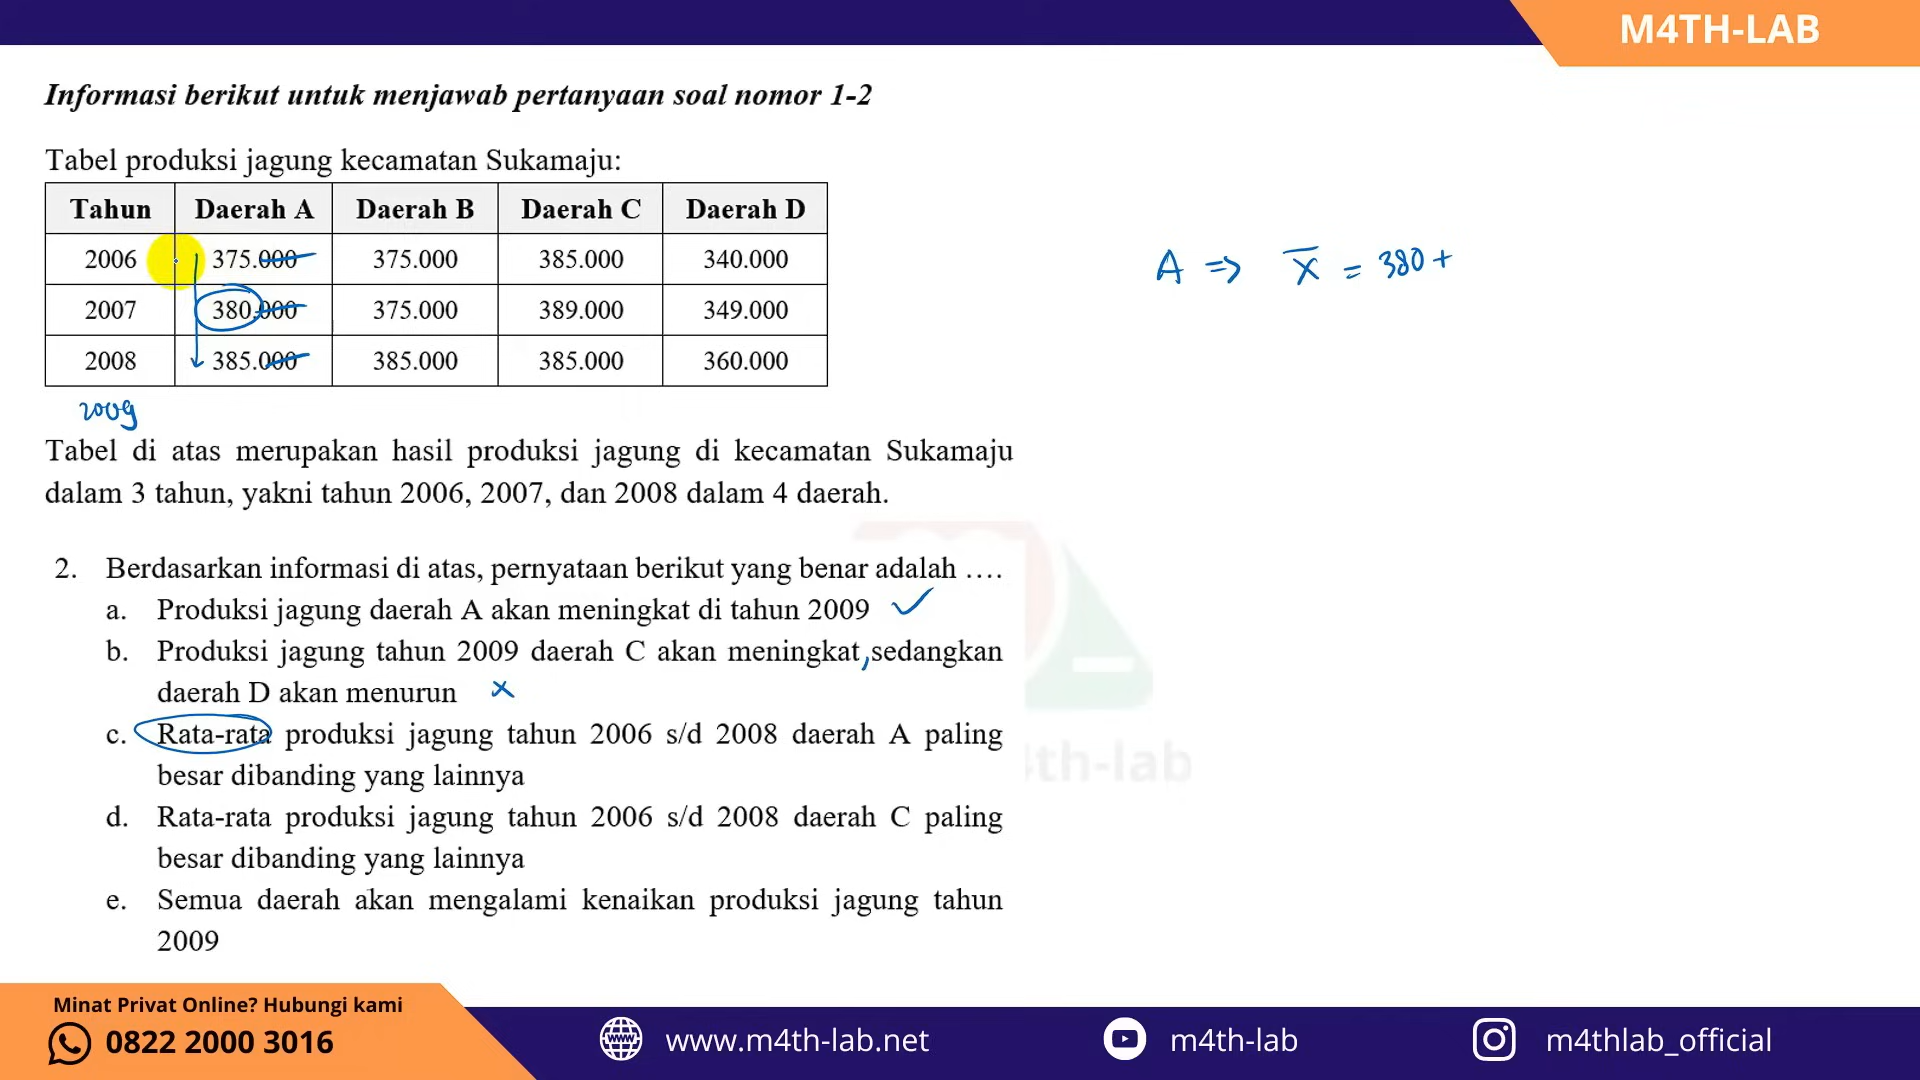 M4TH-LAB
Informasi berikut untuk menjawab pertanyaan soal nomor 1-2
Tabel produksi jagung kecamatan Sukamaju:
Tahun Daerah A Daerah B Daerah C Daerah D
2006 375.000 375.000 385.000 340.000
2007 380.000 375.000 389.000 349.000
2008 385.000 385.000 385.000 360.000
2009
A ⇒ x̄ = 380 +
Tabel di atas merupakan hasil produksi jagung di kecamatan Sukamaju
dalam 3 tahun, yakni tahun 2006, 2007, dan 2008 dalam 4 daerah.
2. Berdasarkan informasi di atas, pernyataan berikut yang benar adalah ….
a. Produksi jagung daerah A akan meningkat di tahun 2009 ✓
b. Produksi jagung tahun 2009 daerah C akan meningkat,sedangkan
daerah D akan menurun ×
c. Rata-rata produksi jagung tahun 2006 s/d 2008 daerah A paling
besar dibanding yang lainnya
d. Rata-rata produksi jagung tahun 2006 s/d 2008 daerah C paling
besar dibanding yang lainnya
e. Semua daerah akan mengalami kenaikan produksi jagung tahun
2009
th-lab
Minat Privat Online? Hubungi kami
0822 2000 3016
www.m4th-lab.net
m4th-lab
m4thlab_official